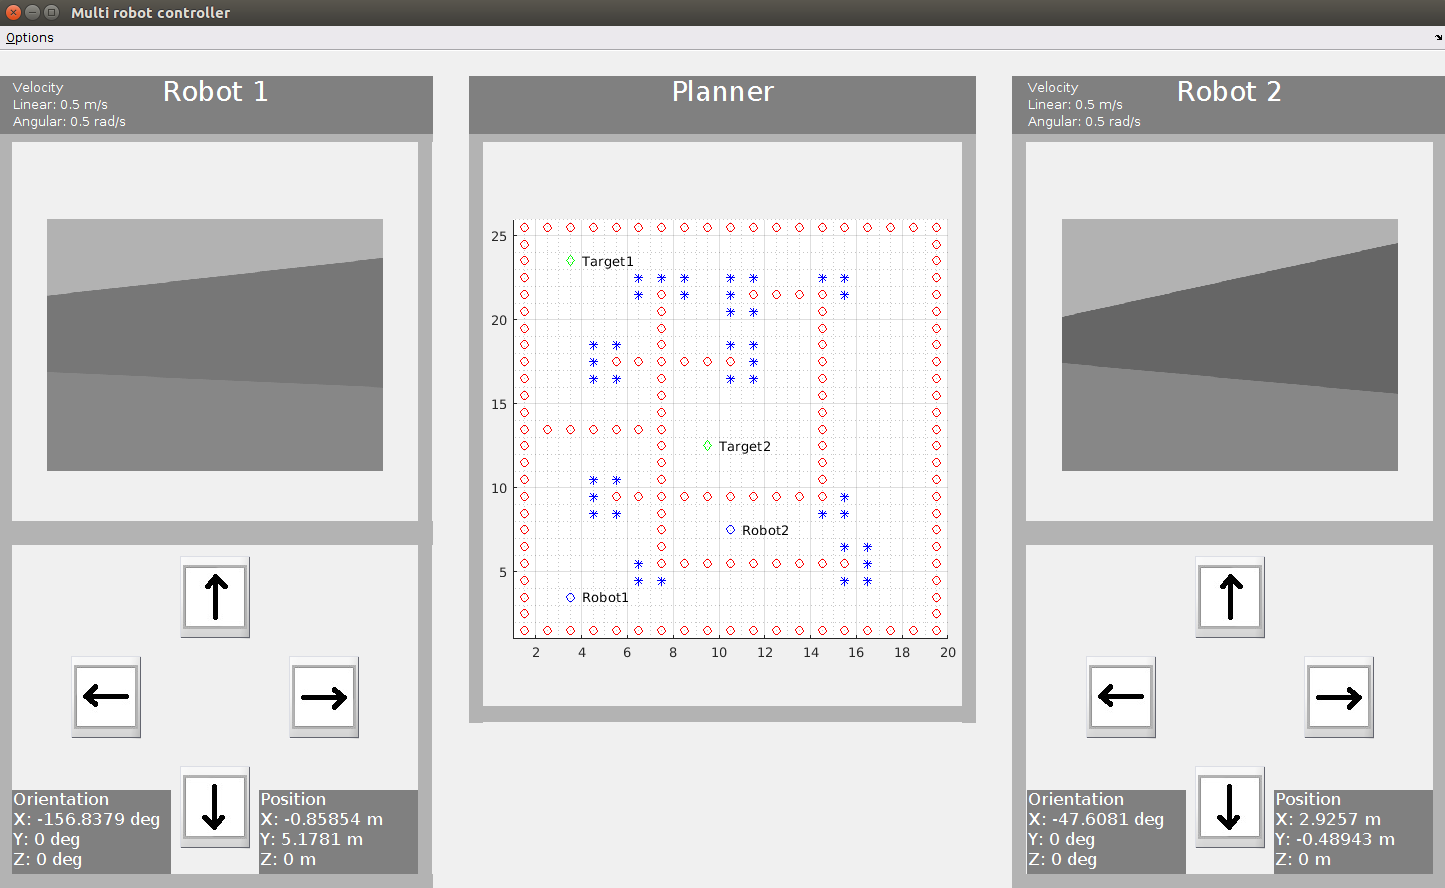 Multi robot controller
Options
Velocity
Linear: 0.5 m/s
Angular: 0.5 rad/s
Robot 1
Orientation
X: -156.8379 deg
Y: 0 deg
Z: 0 deg
Position
X: -0.85854 m
Y: 5.1781 m
Z: 0 m
Planner
25
20
15
10
5
Target1
Target2
Robot2
Robot1
2 4 6 8 10 12 14 16 18 20
Velocity
Linear: 0.5 m/s
Angular: 0.5 rad/s
Robot 2
Orientation
X: -47.6081 deg
Y: 0 deg
Z: 0 deg
Position
X: 2.9257 m
Y: -0.48943 m
Z: 0 m